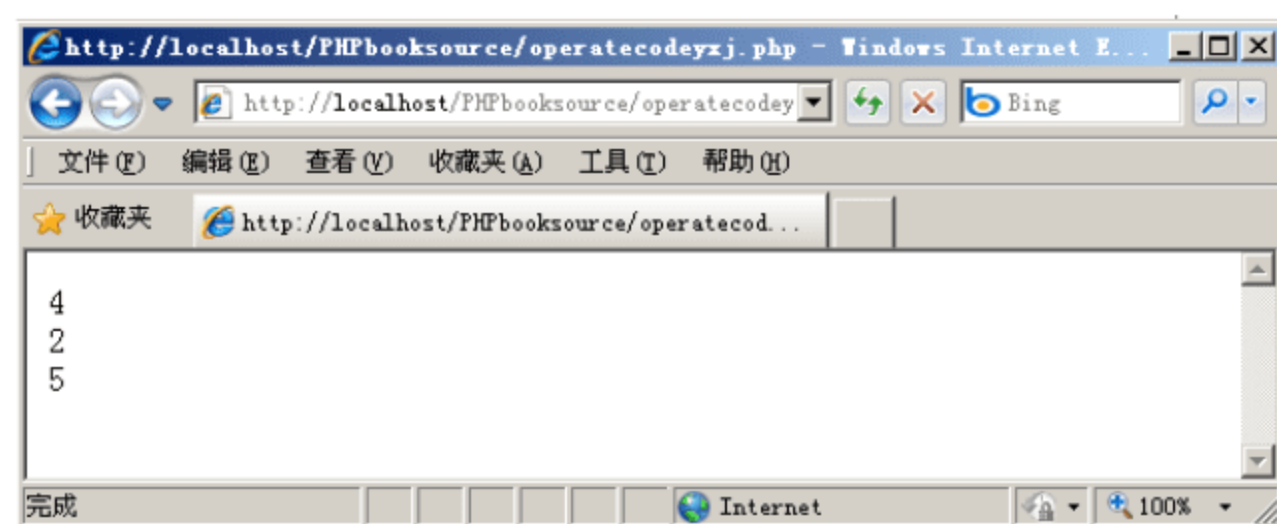 http://localhost/PHPbooksource/operatecodeyxj.php - Windows Internet E...
http://localhost/PHPbooksource/operatecodey Bing
文件(F) 编辑(E) 查看(V) 收藏夹(A) 工具(T) 帮助(H)
收藏夹 http://localhost/PHPbooksource/operatecod...
4
2
5
完成 Internet 100%